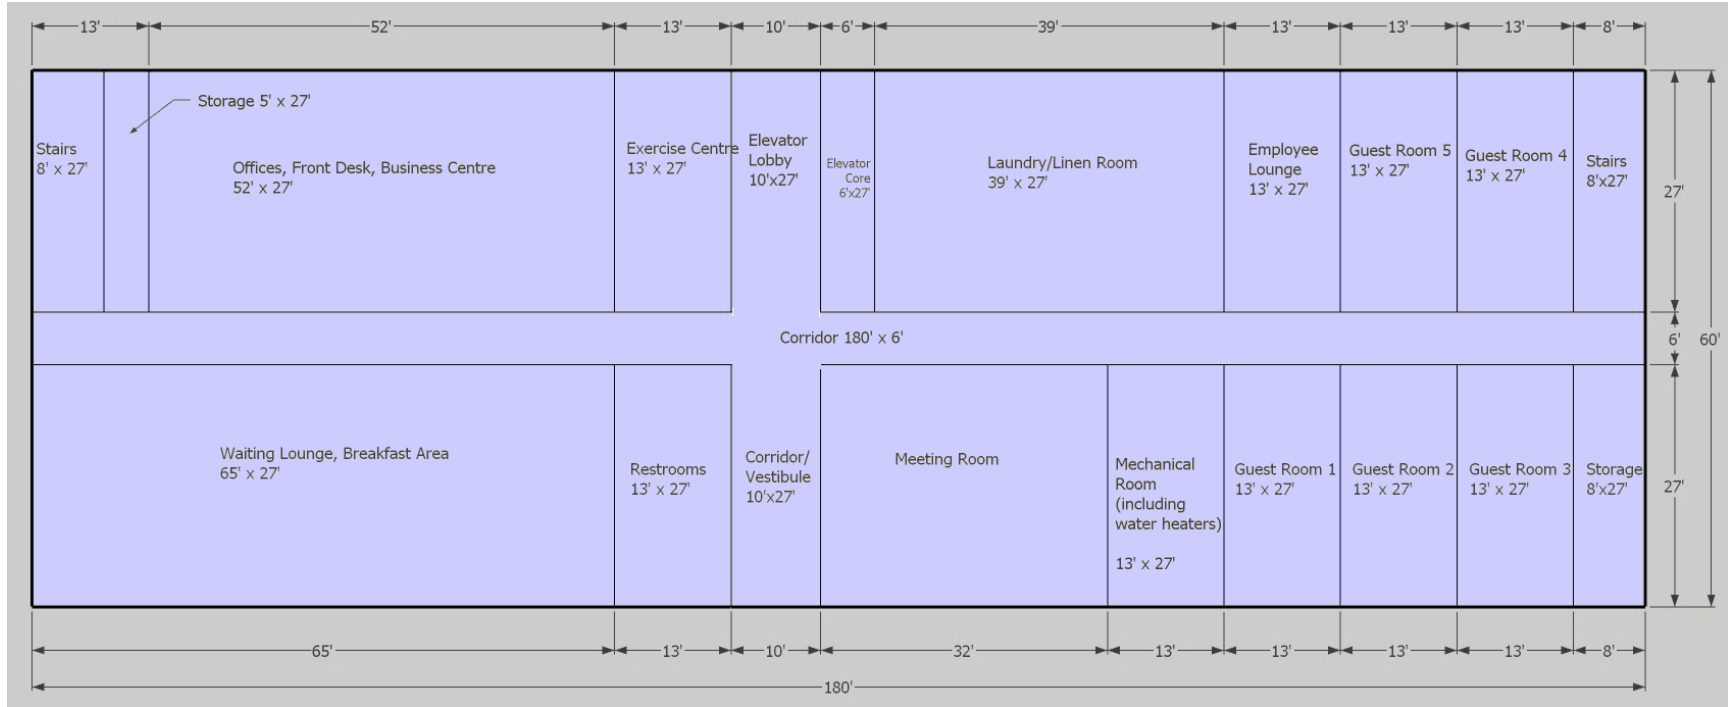 13'
52'
13'
10'
6'
39'
13'
13'
13'
8'
Storage 5' x 27'
Stairs
8' x 27'
Offices, Front Desk, Business Centre
52' x 27'
Exercise Centre
13' x 27'
Elevator
Lobby
10'x27'
Elevator
Core
6'x27'
Laundry/Linen Room
39' x 27'
Employee
Lounge
13' x 27'
Guest Room 5
13' x 27'
Guest Room 4
13' x 27'
Stairs
8'x27'
27'
Corridor 180' x 6'
6'
60'
Waiting Lounge, Breakfast Area
65' x 27'
Restrooms
13' x 27'
Corridor/
Vestibule
10'x27'
Meeting Room
Mechanical
Room
(including
water heaters)
13' x 27'
Guest Room 1
13' x 27'
Guest Room 2
13' x 27'
Guest Room 3
13' x 27'
Storage
8'x27'
27'
65'
13'
10'
32'
13'
13'
13'
13'
8'
180'